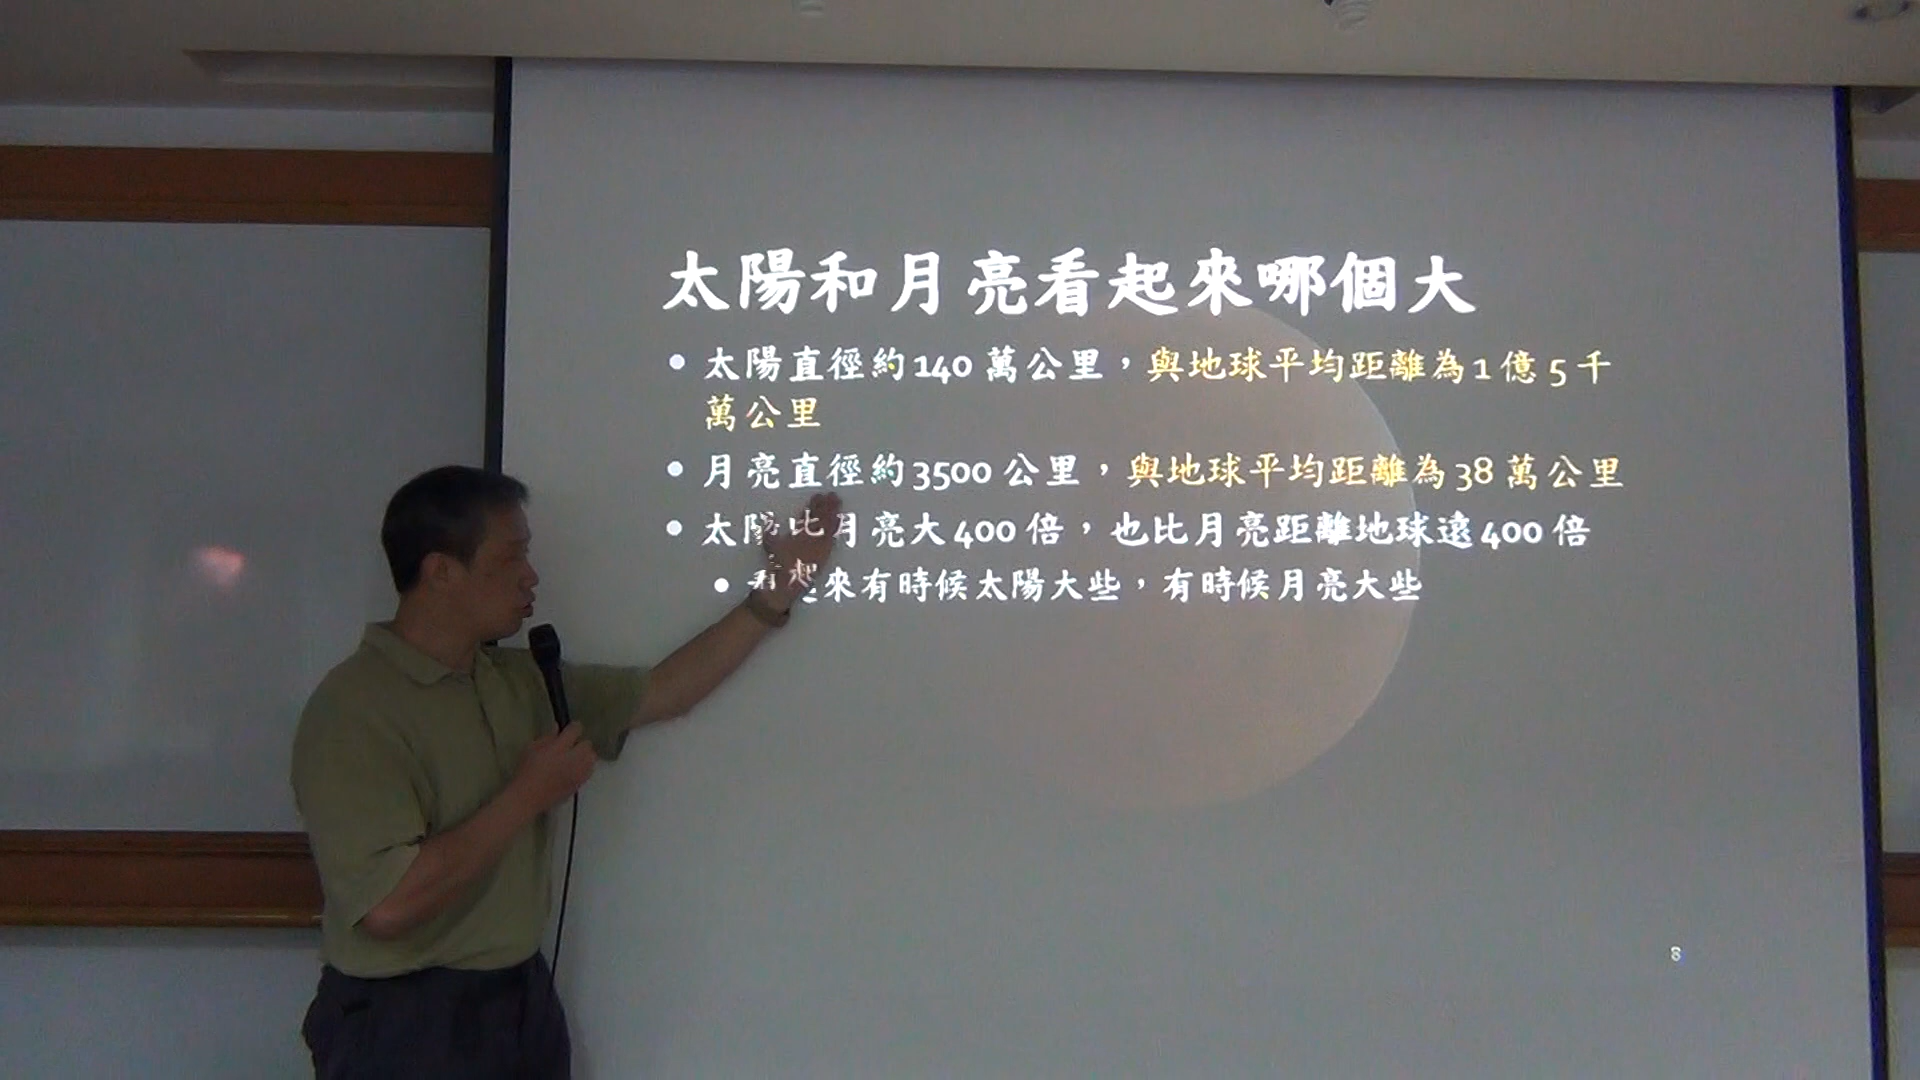 太陽和月亮看起來哪個大
太陽直徑約140萬公里，與地球平均距離為1億5千
萬公里
月亮直徑約3500公里，與地球平均距離為38萬公里
太陽比月亮大400倍，也比月亮距離地球遠400倍
看起來有時候太陽大些，有時候月亮大些
8